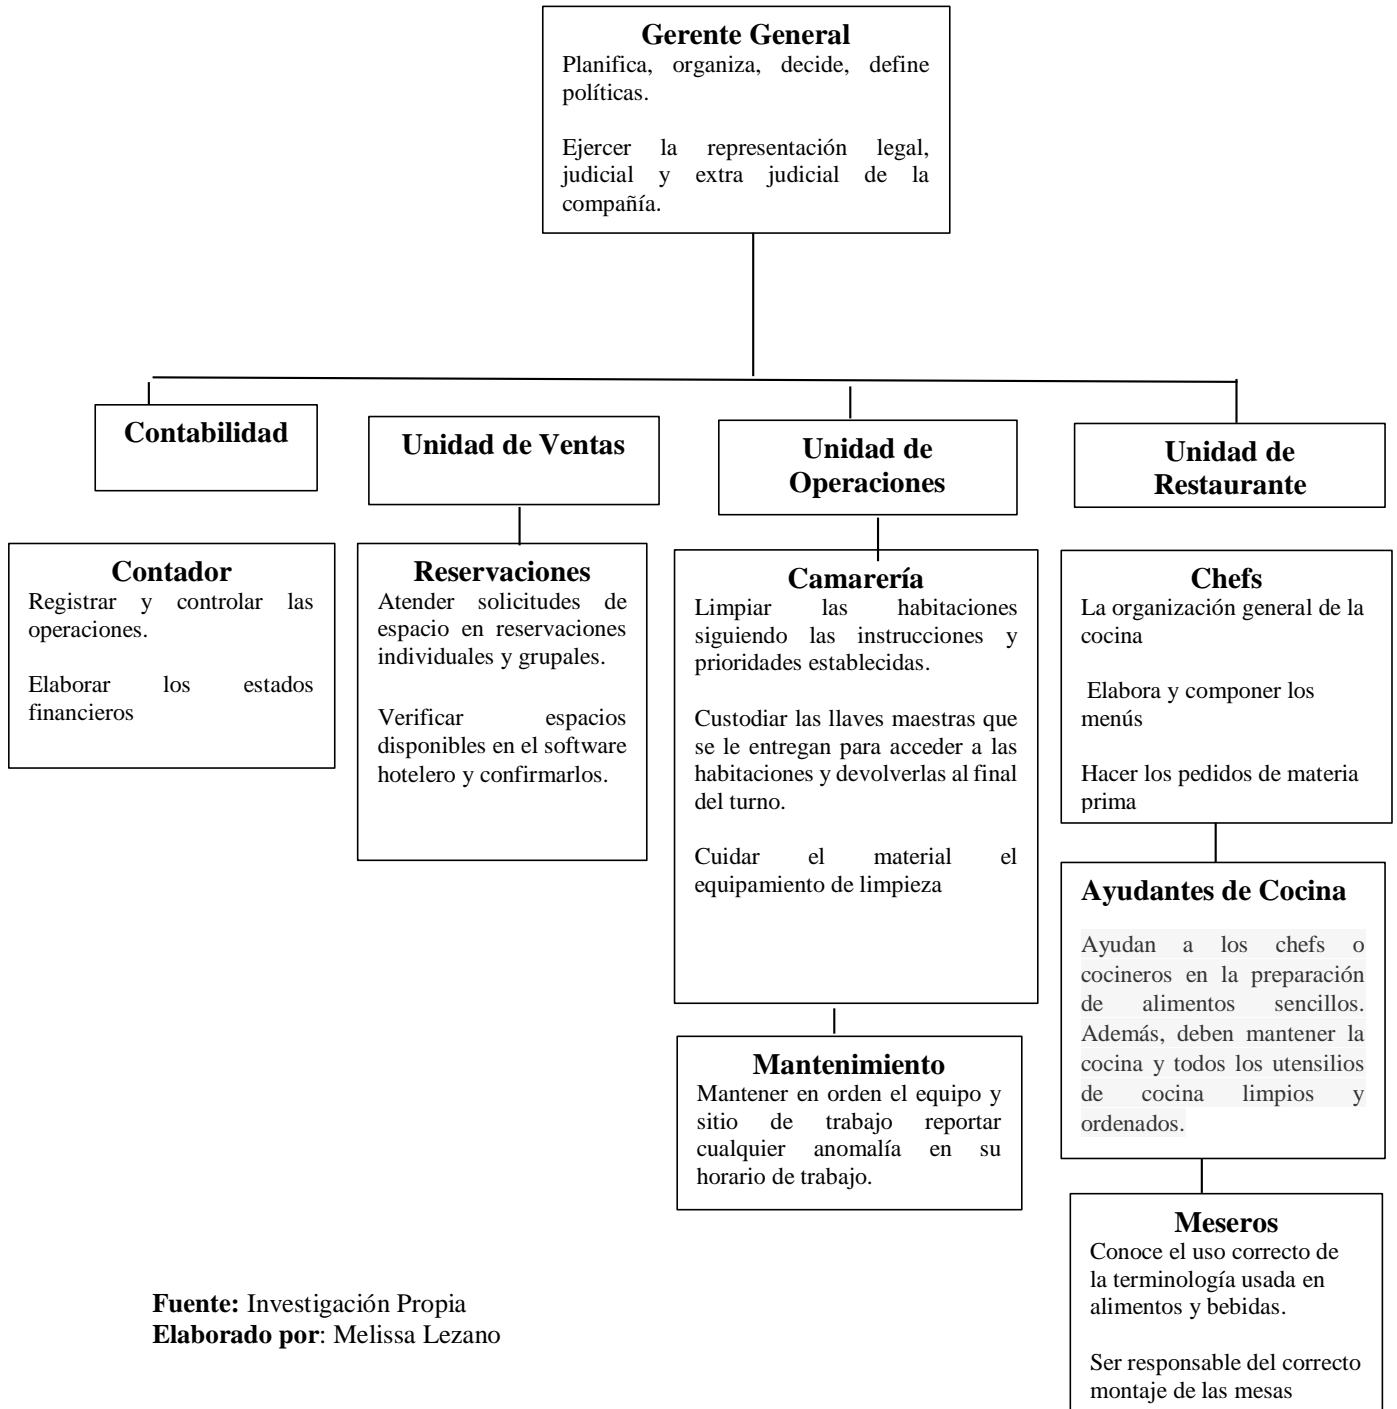 Gerente General
Planifica, organiza, decide, define
políticas.
Ejercer la representación legal,
judicial y extra judicial de la
compañía.
Contabilidad
Unidad de Ventas
Unidad de
Operaciones
Unidad de
Restaurante
Contador
Registrar y controlar las
operaciones.
Elaborar los estados
financieros
Reservaciones
Atender solicitudes de
espacio en reservaciones
individuales y grupales.
Verificar espacios
disponibles en el software
hotelero y confirmarlos.
Camarería
Limpiar las habitaciones
siguiendo las instrucciones y
prioridades establecidas.
Custodiar las llaves maestras que
se le entregan para acceder a las
habitaciones y devolverlas al final
del turno.
Cuidar el material el
equipamiento de limpieza
Chefs
La organización general de la
cocina
Elabora y componer los
menús
Hacer los pedidos de materia
prima
Mantenimiento
Mantener en orden el equipo y
sitio de trabajo reportar
cualquier anomalía en su
horario de trabajo.
Ayudantes de Cocina
Ayudan a los chefs o
cocineros en la preparación
de alimentos sencillos.
Además, deben mantener la
cocina y todos los utensilios
de cocina limpios y
ordenados.
Meseros
Conoce el uso correcto de
la terminología usada en
alimentos y bebidas.
Ser responsable del correcto
montaje de las mesas
Fuente: Investigación Propia
Elaborado por: Melissa Lezano